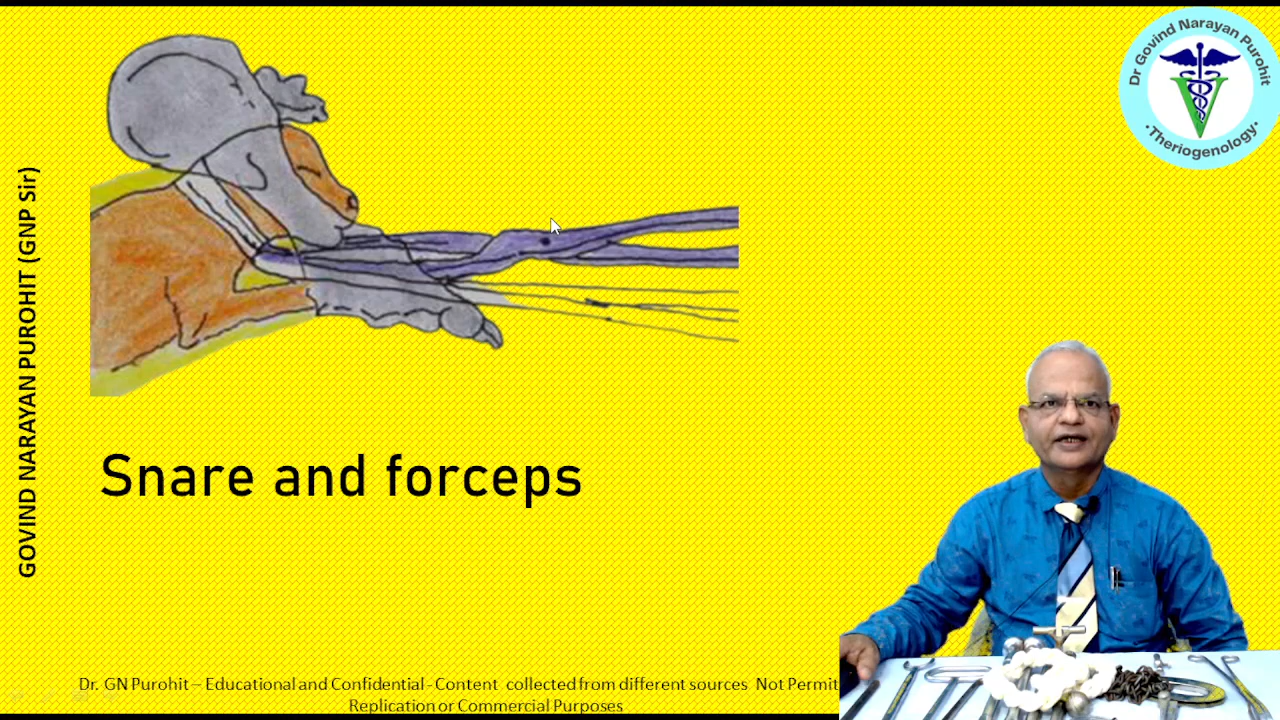 Dr Govind Narayan Purohit
•Theriogenology•
GOVIND NARAYAN PUROHIT (GNP Sir)
Snare and forceps
Dr. GN Purohit – Educational and Confidential - Content collected from different sources Not Permit
Replication or Commercial Purposes